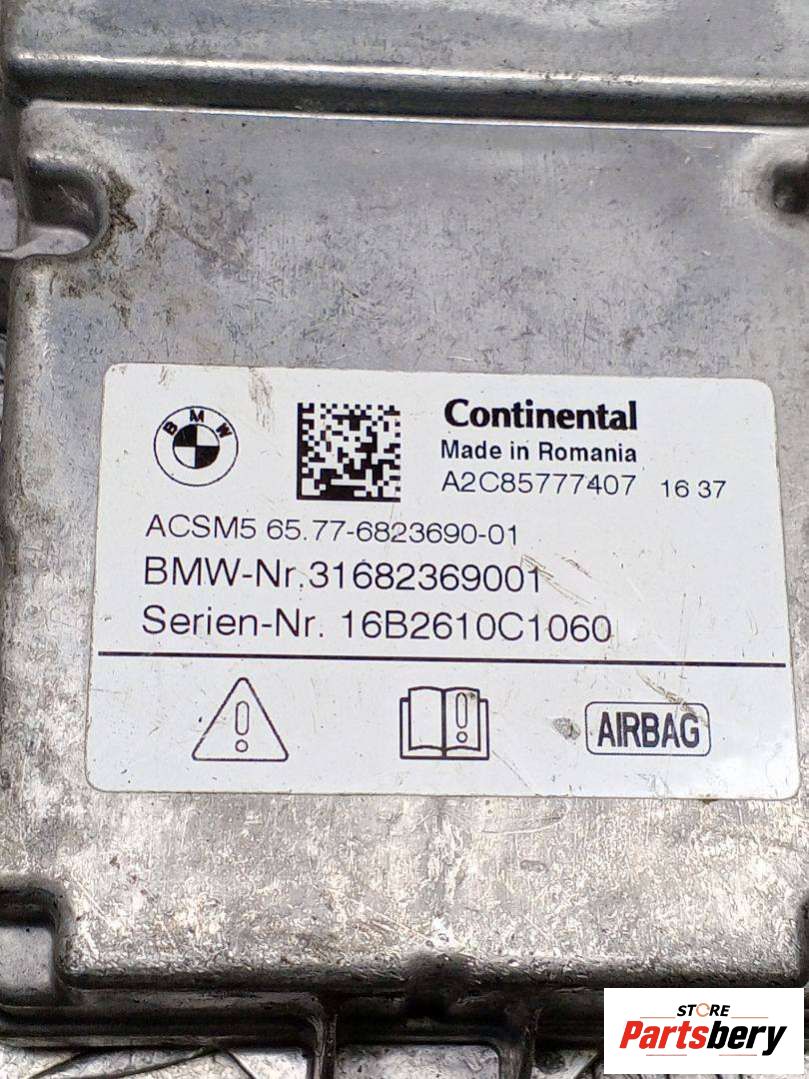 BMW
Continental
Made in Romania
A2C85777407 16 37
ACSM5 65.77-6823690-01
BMW-Nr.31682369001
Serien-Nr. 16B2610C1060
AIRBAG
STORE
Partsbery